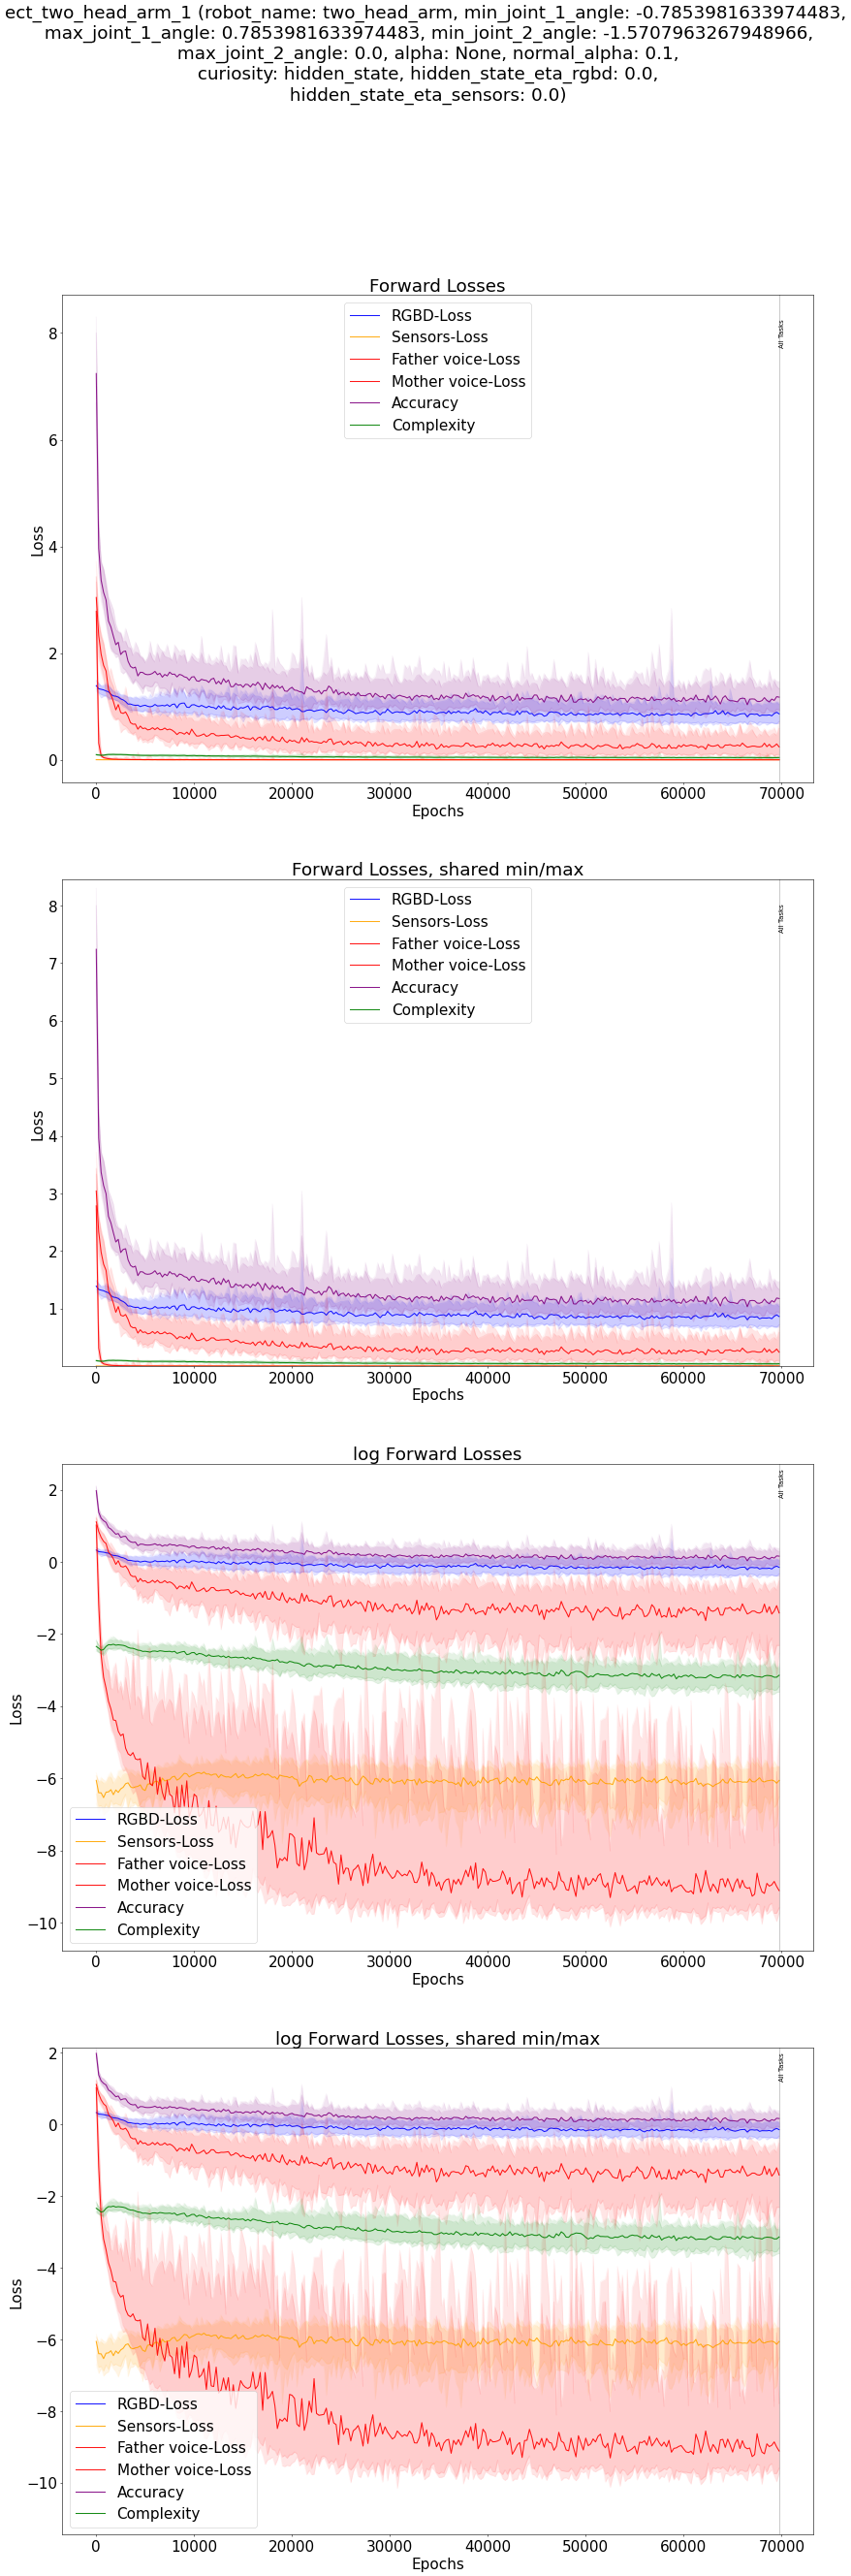 ect_two_head_arm_1 (robot_name: two_head_arm, min_joint_1_angle: -0.7853981633974483,
max_joint_1_angle: 0.7853981633974483, min_joint_2_angle: -1.5707963267948966,
max_joint_2_angle: 0.0, alpha: None, normal_alpha: 0.1,
curiosity: hidden_state, hidden_state_eta_rgbd: 0.0,
hidden_state_eta_sensors: 0.0)
Forward Losses
RGBD-Loss
Sensors-Loss
Father voice-Loss
Mother voice-Loss
Accuracy
Complexity
All Tasks
8
6
4
2
0
Loss
0 10000 20000 30000 40000 50000 60000 70000
Epochs
Forward Losses, shared min/max
RGBD-Loss
Sensors-Loss
Father voice-Loss
Mother voice-Loss
Accuracy
Complexity
All Tasks
8
7
6
5
4
3
2
1
Loss
0 10000 20000 30000 40000 50000 60000 70000
Epochs
log Forward Losses
All Tasks
2
0
−2
−4
−6
−8
−10
Loss
RGBD-Loss
Sensors-Loss
Father voice-Loss
Mother voice-Loss
Accuracy
Complexity
0 10000 20000 30000 40000 50000 60000 70000
Epochs
log Forward Losses, shared min/max
All Tasks
2
0
−2
−4
−6
−8
−10
Loss
RGBD-Loss
Sensors-Loss
Father voice-Loss
Mother voice-Loss
Accuracy
Complexity
0 10000 20000 30000 40000 50000 60000 70000
Epochs